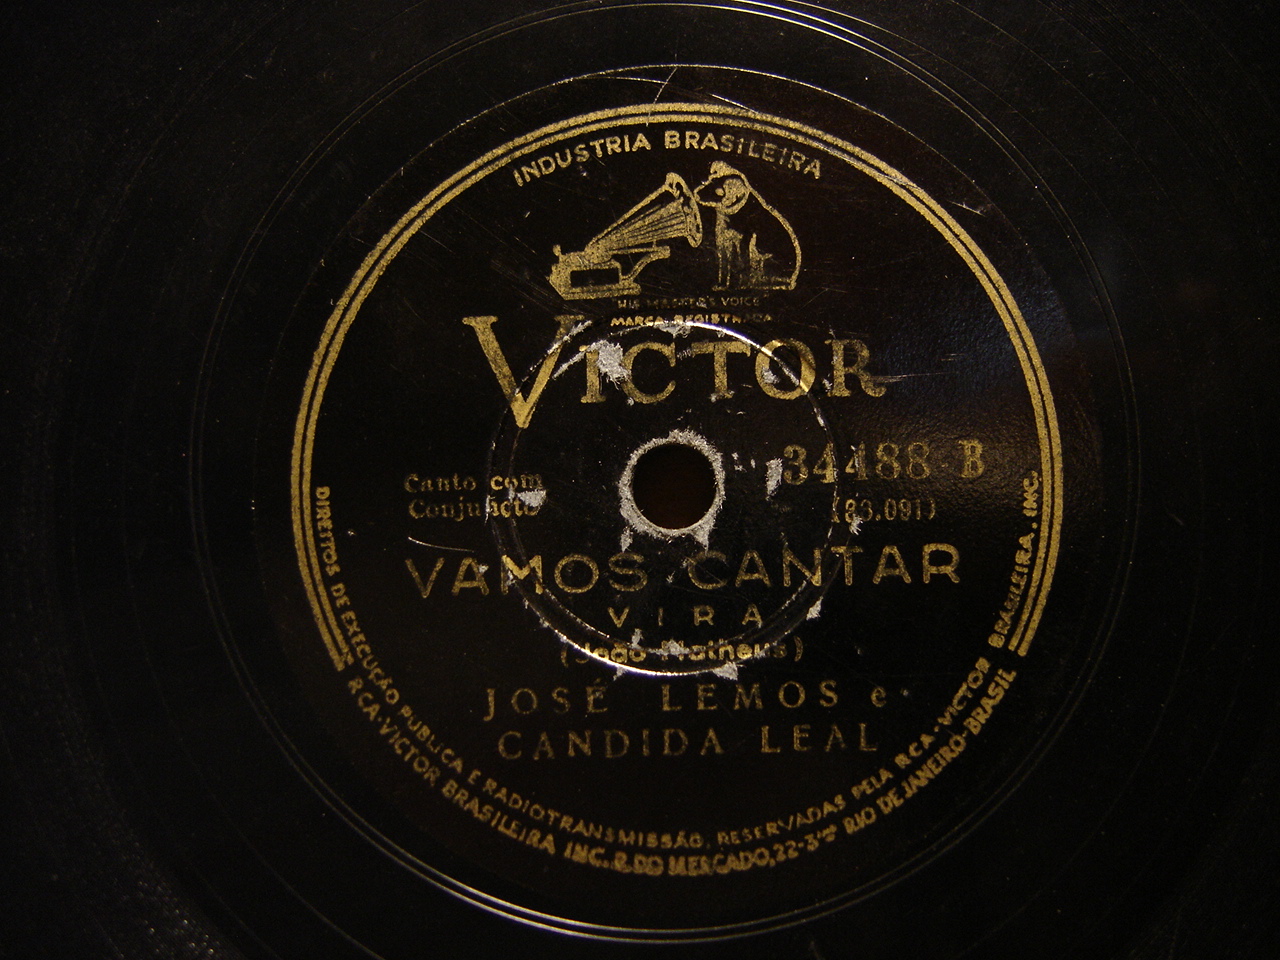 INDUSTRIA BRASILEIRA
HIS MASTER'S VOICE
MARCA REGISTRADA
VICTOR
34488-B
Canto com
Conjuncto
(83.091)
VAMOS CANTAR
VIRA
(João Matheus)
JOSÉ LEMOS e
CANDIDA LEAL
DIREITOS DE EXECUÇÃO PUBLICA E RADIOTRANSMISSÃO, RESERVADAS PELA RCA-VICTOR BRASILEIRA, INC.
RCA-VICTOR BRASILEIRA INC. R. DO MERCADO, 22-3º RIO DE JANEIRO-BRASIL